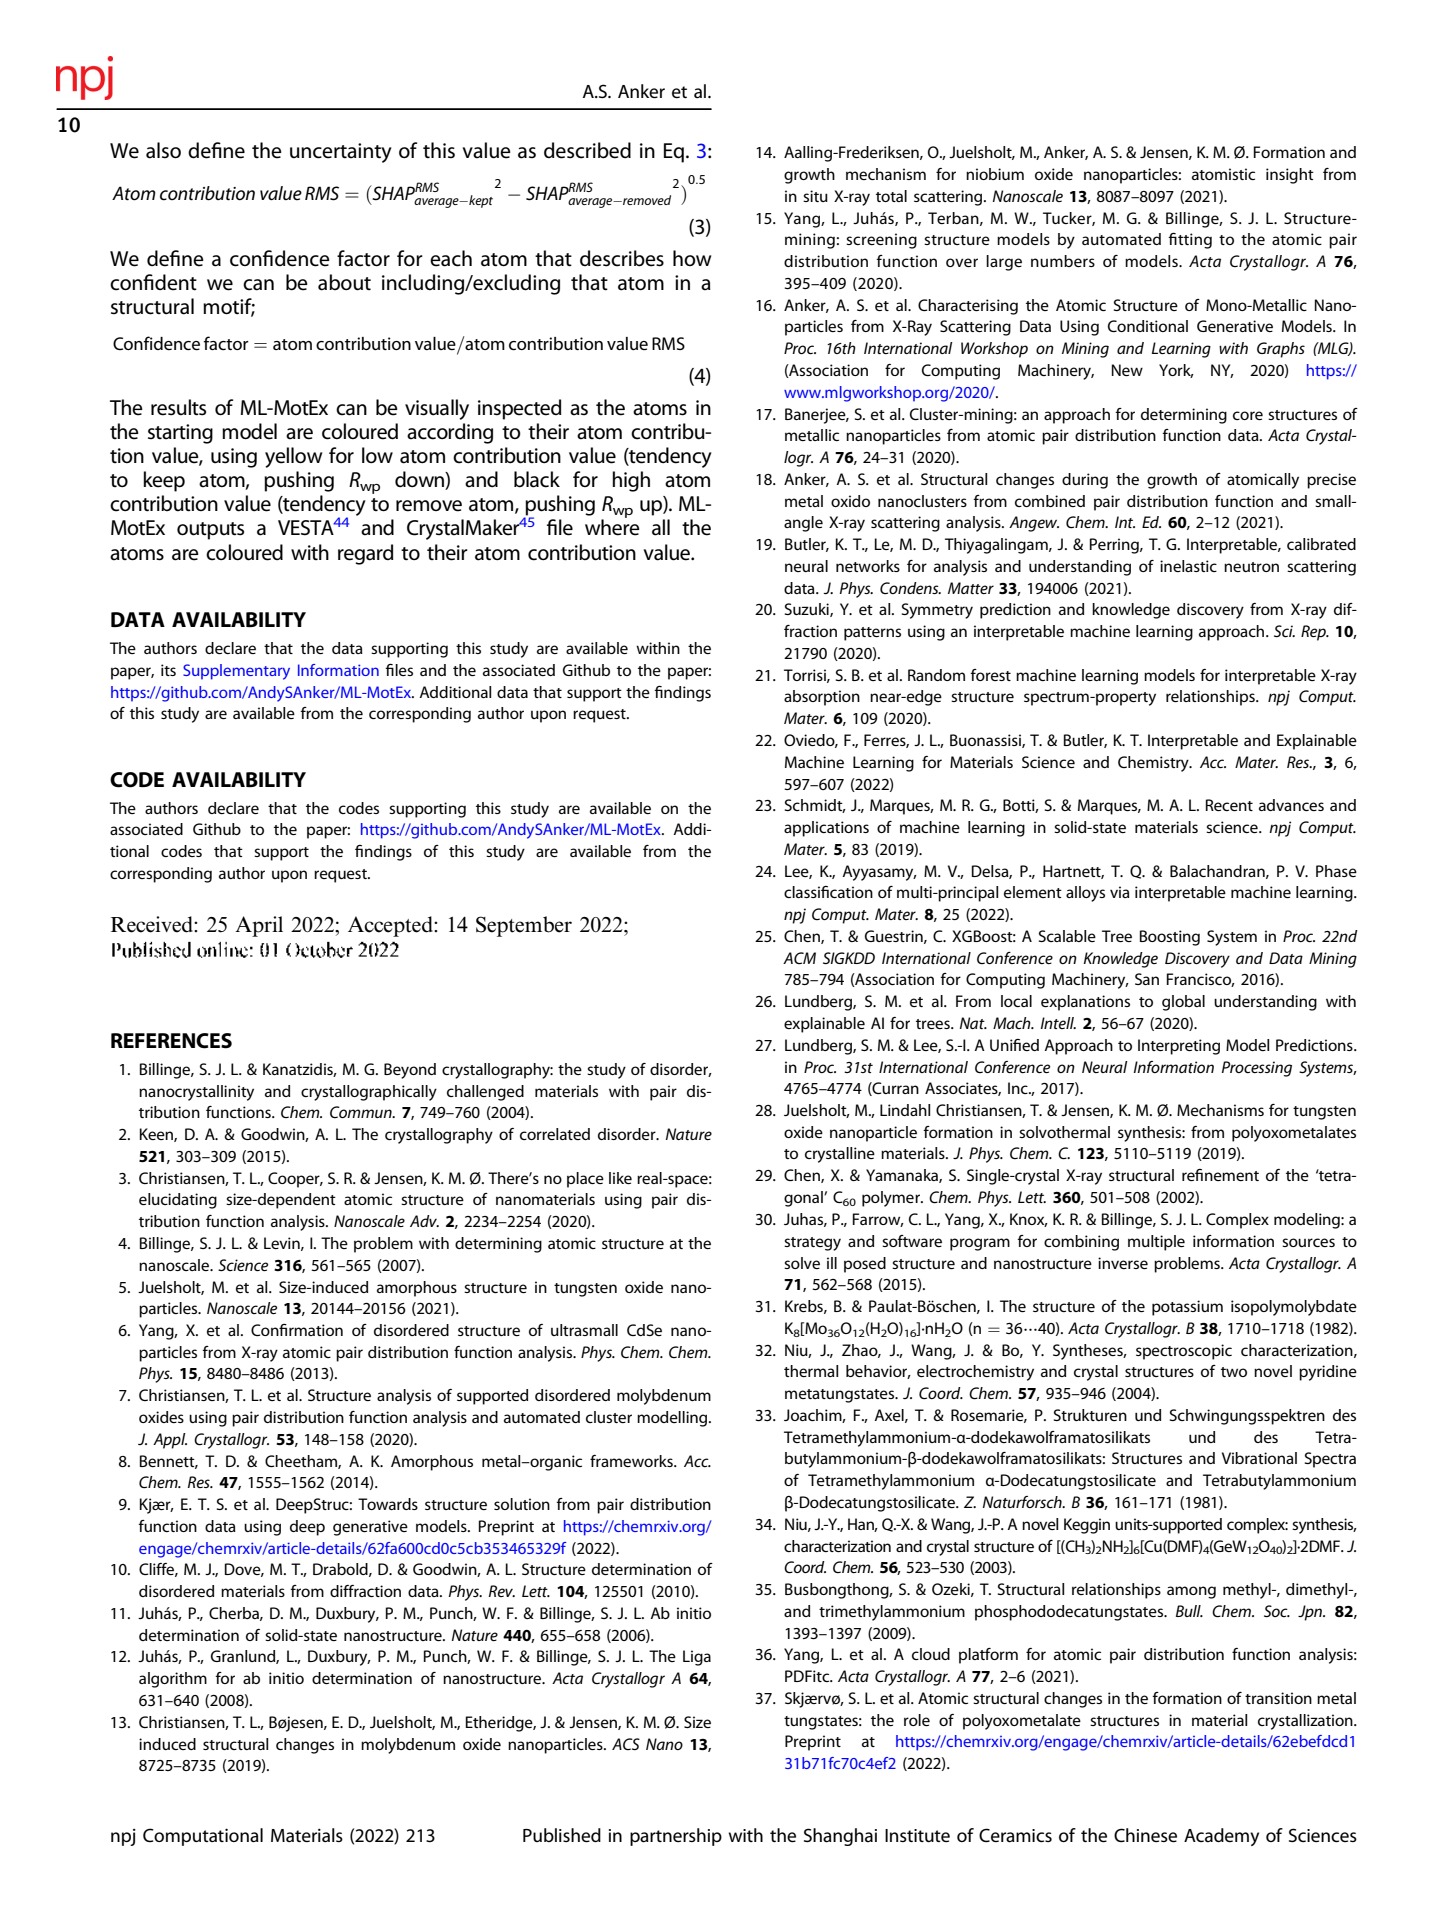 npj
A.S. Anker et al.
10
We also define the uncertainty of this value as described in Eq. 3:
Atom contribution value RMS = (SHAP^RMS_average−kept ^2 − SHAP^RMS_average−removed ^2)^0.5
(3)
We define a confidence factor for each atom that describes how
confident we can be about including/excluding that atom in a
structural motif;
Confidence factor = atom contribution value/atom contribution value RMS
(4)
The results of ML-MotEx can be visually inspected as the atoms in
the starting model are coloured according to their atom contribu-
tion value, using yellow for low atom contribution value (tendency
to keep atom, pushing Rwp down) and black for high atom
contribution value (tendency to remove atom, pushing Rwp up). ML-
MotEx outputs a VESTA44 and CrystalMaker45 file where all the
atoms are coloured with regard to their atom contribution value.
DATA AVAILABILITY
The authors declare that the data supporting this study are available within the
paper, its Supplementary Information files and the associated Github to the paper:
https://github.com/AndySAnker/ML-MotEx. Additional data that support the findings
of this study are available from the corresponding author upon request.
CODE AVAILABILITY
The authors declare that the codes supporting this study are available on the
associated Github to the paper: https://github.com/AndySAnker/ML-MotEx. Addi-
tional codes that support the findings of this study are available from the
corresponding author upon request.
Received: 25 April 2022; Accepted: 14 September 2022;
Published online: 01 October 2022
REFERENCES
1. Billinge, S. J. L. & Kanatzidis, M. G. Beyond crystallography: the study of disorder,
nanocrystallinity and crystallographically challenged materials with pair dis-
tribution functions. Chem. Commun. 7, 749–760 (2004).
2. Keen, D. A. & Goodwin, A. L. The crystallography of correlated disorder. Nature
521, 303–309 (2015).
3. Christiansen, T. L., Cooper, S. R. & Jensen, K. M. Ø. There’s no place like real-space:
elucidating size-dependent atomic structure of nanomaterials using pair dis-
tribution function analysis. Nanoscale Adv. 2, 2234–2254 (2020).
4. Billinge, S. J. L. & Levin, I. The problem with determining atomic structure at the
nanoscale. Science 316, 561–565 (2007).
5. Juelsholt, M. et al. Size-induced amorphous structure in tungsten oxide nano-
particles. Nanoscale 13, 20144–20156 (2021).
6. Yang, X. et al. Confirmation of disordered structure of ultrasmall CdSe nano-
particles from X-ray atomic pair distribution function analysis. Phys. Chem. Chem.
Phys. 15, 8480–8486 (2013).
7. Christiansen, T. L. et al. Structure analysis of supported disordered molybdenum
oxides using pair distribution function analysis and automated cluster modelling.
J. Appl. Crystallogr. 53, 148–158 (2020).
8. Bennett, T. D. & Cheetham, A. K. Amorphous metal–organic frameworks. Acc.
Chem. Res. 47, 1555–1562 (2014).
9. Kjær, E. T. S. et al. DeepStruc: Towards structure solution from pair distribution
function data using deep generative models. Preprint at https://chemrxiv.org/
engage/chemrxiv/article-details/62fa600cd0c5cb353465329f (2022).
10. Cliffe, M. J., Dove, M. T., Drabold, D. & Goodwin, A. L. Structure determination of
disordered materials from diffraction data. Phys. Rev. Lett. 104, 125501 (2010).
11. Juhás, P., Cherba, D. M., Duxbury, P. M., Punch, W. F. & Billinge, S. J. L. Ab initio
determination of solid-state nanostructure. Nature 440, 655–658 (2006).
12. Juhás, P., Granlund, L., Duxbury, P. M., Punch, W. F. & Billinge, S. J. L. The Liga
algorithm for ab initio determination of nanostructure. Acta Crystallogr A 64,
631–640 (2008).
13. Christiansen, T. L., Bøjesen, E. D., Juelsholt, M., Etheridge, J. & Jensen, K. M. Ø. Size
induced structural changes in molybdenum oxide nanoparticles. ACS Nano 13,
8725–8735 (2019).
14. Aalling-Frederiksen, O., Juelsholt, M., Anker, A. S. & Jensen, K. M. Ø. Formation and
growth mechanism for niobium oxide nanoparticles: atomistic insight from
in situ X-ray total scattering. Nanoscale 13, 8087–8097 (2021).
15. Yang, L., Juhás, P., Terban, M. W., Tucker, M. G. & Billinge, S. J. L. Structure-
mining: screening structure models by automated fitting to the atomic pair
distribution function over large numbers of models. Acta Crystallogr. A 76,
395–409 (2020).
16. Anker, A. S. et al. Characterising the Atomic Structure of Mono-Metallic Nano-
particles from X-Ray Scattering Data Using Conditional Generative Models. In
Proc. 16th International Workshop on Mining and Learning with Graphs (MLG).
(Association for Computing Machinery, New York, NY, 2020) https://
www.mlgworkshop.org/2020/.
17. Banerjee, S. et al. Cluster-mining: an approach for determining core structures of
metallic nanoparticles from atomic pair distribution function data. Acta Crystal-
logr. A 76, 24–31 (2020).
18. Anker, A. S. et al. Structural changes during the growth of atomically precise
metal oxido nanoclusters from combined pair distribution function and small-
angle X-ray scattering analysis. Angew. Chem. Int. Ed. 60, 2–12 (2021).
19. Butler, K. T., Le, M. D., Thiyagalingam, J. & Perring, T. G. Interpretable, calibrated
neural networks for analysis and understanding of inelastic neutron scattering
data. J. Phys. Condens. Matter 33, 194006 (2021).
20. Suzuki, Y. et al. Symmetry prediction and knowledge discovery from X-ray dif-
fraction patterns using an interpretable machine learning approach. Sci. Rep. 10,
21790 (2020).
21. Torrisi, S. B. et al. Random forest machine learning models for interpretable X-ray
absorption near-edge structure spectrum-property relationships. npj Comput.
Mater. 6, 109 (2020).
22. Oviedo, F., Ferres, J. L., Buonassisi, T. & Butler, K. T. Interpretable and Explainable
Machine Learning for Materials Science and Chemistry. Acc. Mater. Res., 3, 6,
597–607 (2022)
23. Schmidt, J., Marques, M. R. G., Botti, S. & Marques, M. A. L. Recent advances and
applications of machine learning in solid-state materials science. npj Comput.
Mater. 5, 83 (2019).
24. Lee, K., Ayyasamy, M. V., Delsa, P., Hartnett, T. Q. & Balachandran, P. V. Phase
classification of multi-principal element alloys via interpretable machine learning.
npj Comput. Mater. 8, 25 (2022).
25. Chen, T. & Guestrin, C. XGBoost: A Scalable Tree Boosting System in Proc. 22nd
ACM SIGKDD International Conference on Knowledge Discovery and Data Mining
785–794 (Association for Computing Machinery, San Francisco, 2016).
26. Lundberg, S. M. et al. From local explanations to global understanding with
explainable AI for trees. Nat. Mach. Intell. 2, 56–67 (2020).
27. Lundberg, S. M. & Lee, S.-I. A Unified Approach to Interpreting Model Predictions.
in Proc. 31st International Conference on Neural Information Processing Systems,
4765–4774 (Curran Associates, Inc., 2017).
28. Juelsholt, M., Lindahl Christiansen, T. & Jensen, K. M. Ø. Mechanisms for tungsten
oxide nanoparticle formation in solvothermal synthesis: from polyoxometalates
to crystalline materials. J. Phys. Chem. C. 123, 5110–5119 (2019).
29. Chen, X. & Yamanaka, S. Single-crystal X-ray structural refinement of the ‘tetra-
gonal’ C60 polymer. Chem. Phys. Lett. 360, 501–508 (2002).
30. Juhas, P., Farrow, C. L., Yang, X., Knox, K. R. & Billinge, S. J. L. Complex modeling: a
strategy and software program for combining multiple information sources to
solve ill posed structure and nanostructure inverse problems. Acta Crystallogr. A
71, 562–568 (2015).
31. Krebs, B. & Paulat-Böschen, I. The structure of the potassium isopolymolybdate
K8[Mo36O12(H2O)16]·nH2O (n = 36···40). Acta Crystallogr. B 38, 1710–1718 (1982).
32. Niu, J., Zhao, J., Wang, J. & Bo, Y. Syntheses, spectroscopic characterization,
thermal behavior, electrochemistry and crystal structures of two novel pyridine
metatungstates. J. Coord. Chem. 57, 935–946 (2004).
33. Joachim, F., Axel, T. & Rosemarie, P. Strukturen und Schwingungsspektren des
Tetramethylammonium-α-dodekawolframatosilikats und des Tetra-
butylammonium-β-dodekawolframatosilikats: Structures and Vibrational Spectra
of Tetramethylammonium α-Dodecatungstosilicate and Tetrabutylammonium
β-Dodecatungstosilicate. Z. Naturforsch. B 36, 161–171 (1981).
34. Niu, J.-Y., Han, Q.-X. & Wang, J.-P. A novel Keggin units-supported complex: synthesis,
characterization and crystal structure of [(CH3)2NH2]6[Cu(DMF)4(GeW12O40)2]·2DMF. J.
Coord. Chem. 56, 523–530 (2003).
35. Busbongthong, S. & Ozeki, T. Structural relationships among methyl-, dimethyl-,
and trimethylammonium phosphododecatungstates. Bull. Chem. Soc. Jpn. 82,
1393–1397 (2009).
36. Yang, L. et al. A cloud platform for atomic pair distribution function analysis:
PDFitc. Acta Crystallogr. A 77, 2–6 (2021).
37. Skjærvø, S. L. et al. Atomic structural changes in the formation of transition metal
tungstates: the role of polyoxometalate structures in material crystallization.
Preprint at https://chemrxiv.org/engage/chemrxiv/article-details/62ebefdcd1
31b71fc70c4ef2 (2022).
npj Computational Materials (2022) 213
Published in partnership with the Shanghai Institute of Ceramics of the Chinese Academy of Sciences